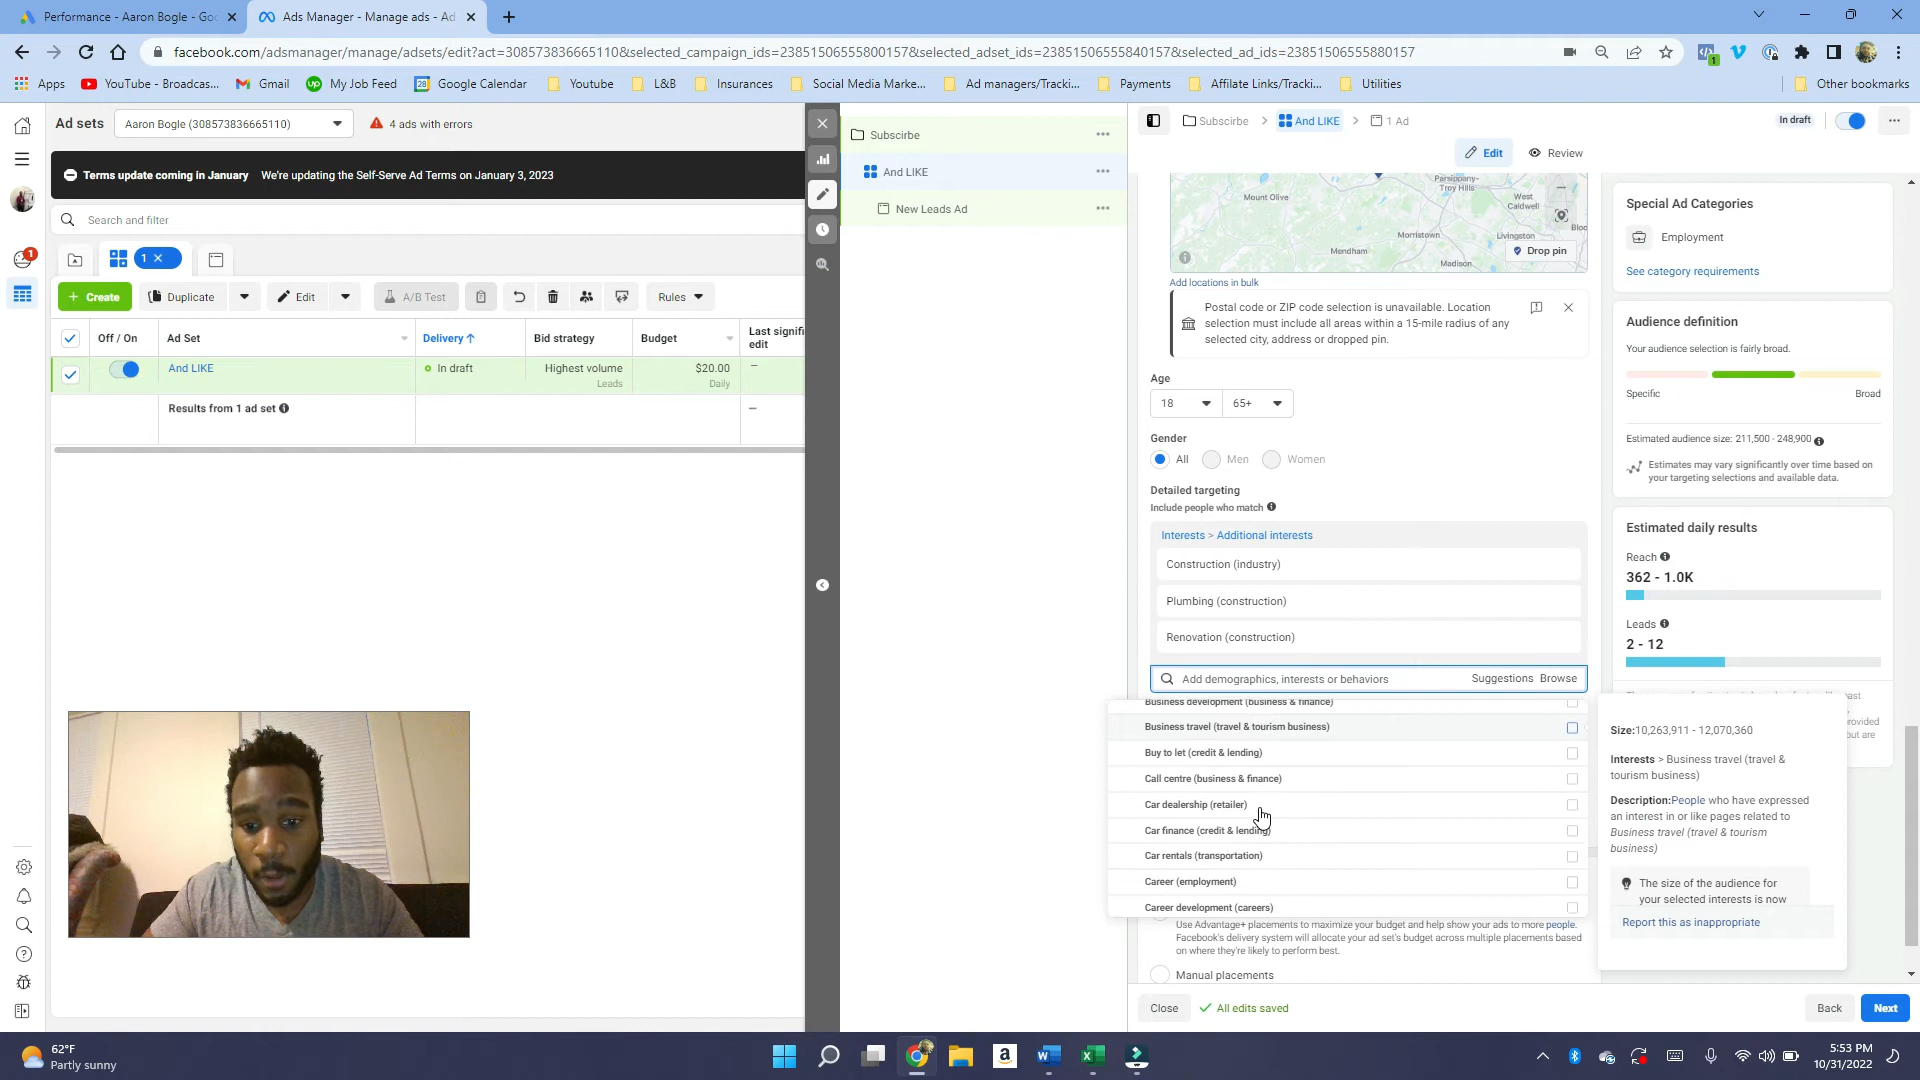 Performance - Aaron Bogle - Goo
Ads Manager - Manage ads - Ad
facebook.com/adsmanager/manage/adsets/edit?act=308573836665110&selected_campaign_ids=23851506555800157&selected_adset_ids=23851506555840157&selected_ad_ids=23851506555880157
Apps
YouTube - Broadcas...
Gmail
My Job Feed
Google Calendar
Youtube
L&B
Insurances
Social Media Marke...
Ad managers/Tracki...
Payments
Affilate Links/Tracki...
Utilities
Other bookmarks
Ad sets
Aaron Bogle (308573836665110)
4 ads with errors
Terms update coming in January We're updating the Self-Serve Ad Terms on January 3, 2023
Search and filter
1
1 ×
Create
Duplicate
Edit
A/B Test
Rules
Off / On
Ad Set
Delivery ↑
Bid strategy
Budget
Last signifi
edit
And LIKE
In draft
Highest volume
Leads
$20.00
Daily
—
Results from 1 ad set
—
Subscirbe
And LIKE
New Leads Ad
Subscirbe
And LIKE
1 Ad
In draft
Edit
Review
Mount Olive
Parsippany-
Troy Hills
West
Caldwell
Bloo
Morristown
Livingston
Mendham
Madison
Drop pin
Add locations in bulk
Postal code or ZIP code selection is unavailable. Location
selection must include all areas within a 15-mile radius of any
selected city, address or dropped pin.
Age
18
65+
Gender
All
Men
Women
Detailed targeting
Include people who match
Interests > Additional interests
Construction (industry)
Plumbing (construction)
Renovation (construction)
Add demographics, interests or behaviors
Suggestions
Browse
Business development (business & finance)
Business travel (travel & tourism business)
Buy to let (credit & lending)
Call centre (business & finance)
Car dealership (retailer)
Car finance (credit & lending)
Car rentals (transportation)
Career (employment)
Career development (careers)
Use Advantage+ placements to maximize your budget and help show your ads to more people.
Facebook's delivery system will allocate your ad set's budget across multiple placements based
on where they're likely to perform best.
Manual placements
Close
All edits saved
Back
Next
Special Ad Categories
Employment
See category requirements
Audience definition
Your audience selection is fairly broad.
Specific
Broad
Estimated audience size: 211,500 - 248,900
Estimates may vary significantly over time based on
your targeting selections and available data.
Estimated daily results
Reach
362 - 1.0K
Leads
2 - 12
Size:10,263,911 - 12,070,360
Interests > Business travel (travel &
tourism business)
Description:People who have expressed
an interest in or like pages related to
Business travel (travel & tourism
business)
The size of the audience for
your selected interests is now
Report this as inappropriate
62°F
Partly sunny
5:53 PM
10/31/2022